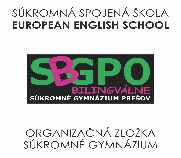 SÚKROMNÁ SPOJENÁ ŠKOLA
EUROPEAN ENGLISH SCHOOL
SBGPO
BILINGVÁLNE
SÚKROMNÉ GYMNÁZIUM PREŠOV
ORGANIZAČNÁ ZLOŽKA
SÚKROMNÉ GYMNÁZIUM